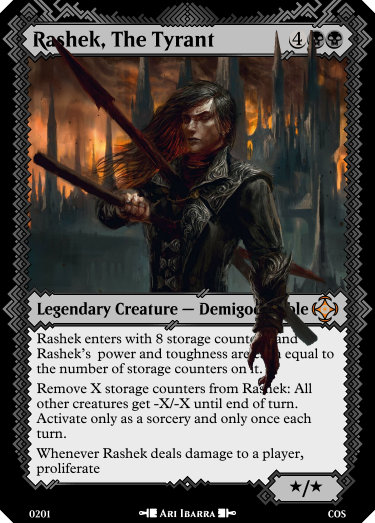 Rashek, The Tyrant 4
Legendary Creature — Demigod
Rashek enters with 8 storage and
Rashek's power and toughness are equal to
the number of storage counters on it.
Remove X storage counters from Rashek: All
other creatures get -X/-X until end of turn.
Activate only as a sorcery and only once each
turn.
Whenever Rashek deals damage to a player,
proliferate
★/★
0201 Ari Ibarra COS